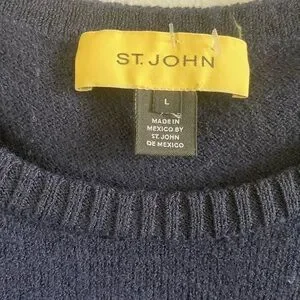 ST. JOHN
L
MADE IN
MEXICO BY
ST. JOHN
DE MEXICO